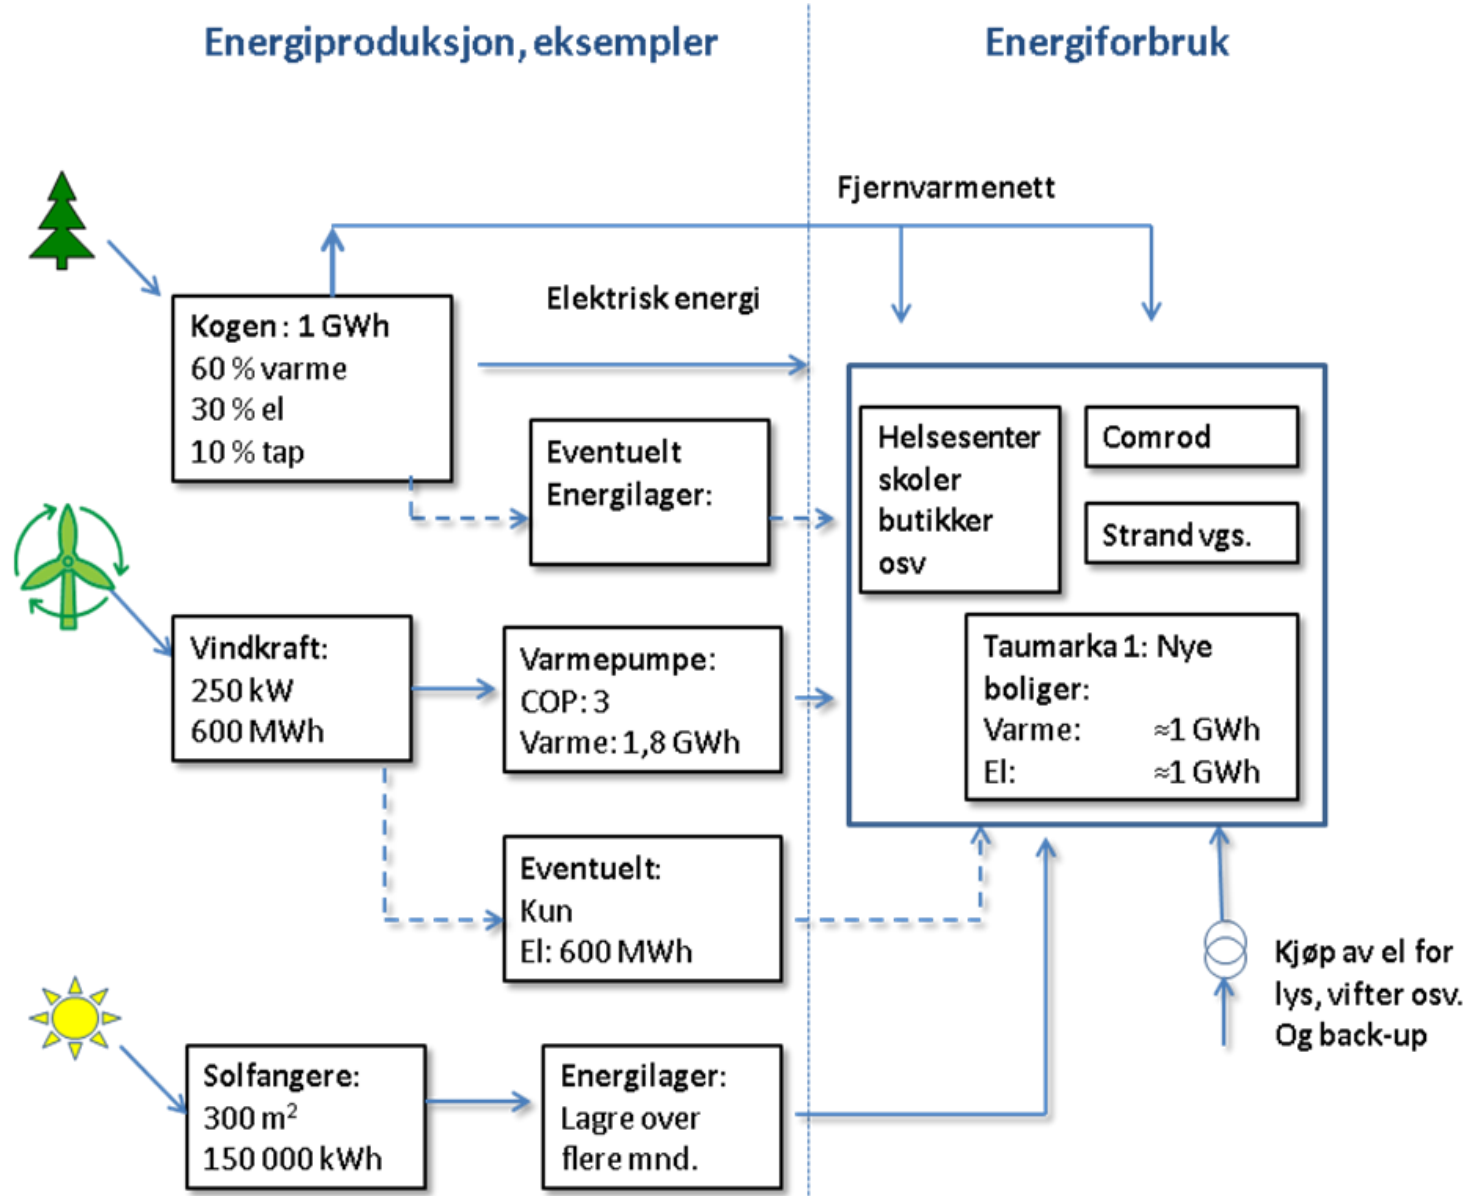 Energiproduksjon, eksempler
Energiforbruk
Fjernvarmenett
Kogen : 1 GWh
60 % varme
30 % el
10 % tap
Elektrisk energi
Eventuelt
Energilager:
Helsesenter
skoler
butikker
osv
Comrod
Strand vgs.
Vindkraft:
250 kW
600 MWh
Varmepumpe:
COP: 3
Varme: 1,8 GWh
Taumarka 1: Nye
boliger:
Varme: ≈1 GWh
El: ≈1 GWh
Eventuelt:
Kun
El: 600 MWh
Kjøp av el for
lys, vifter osv.
Og back-up
Solfangere:
300 m²
150 000 kWh
Energilager:
Lagre over
flere mnd.